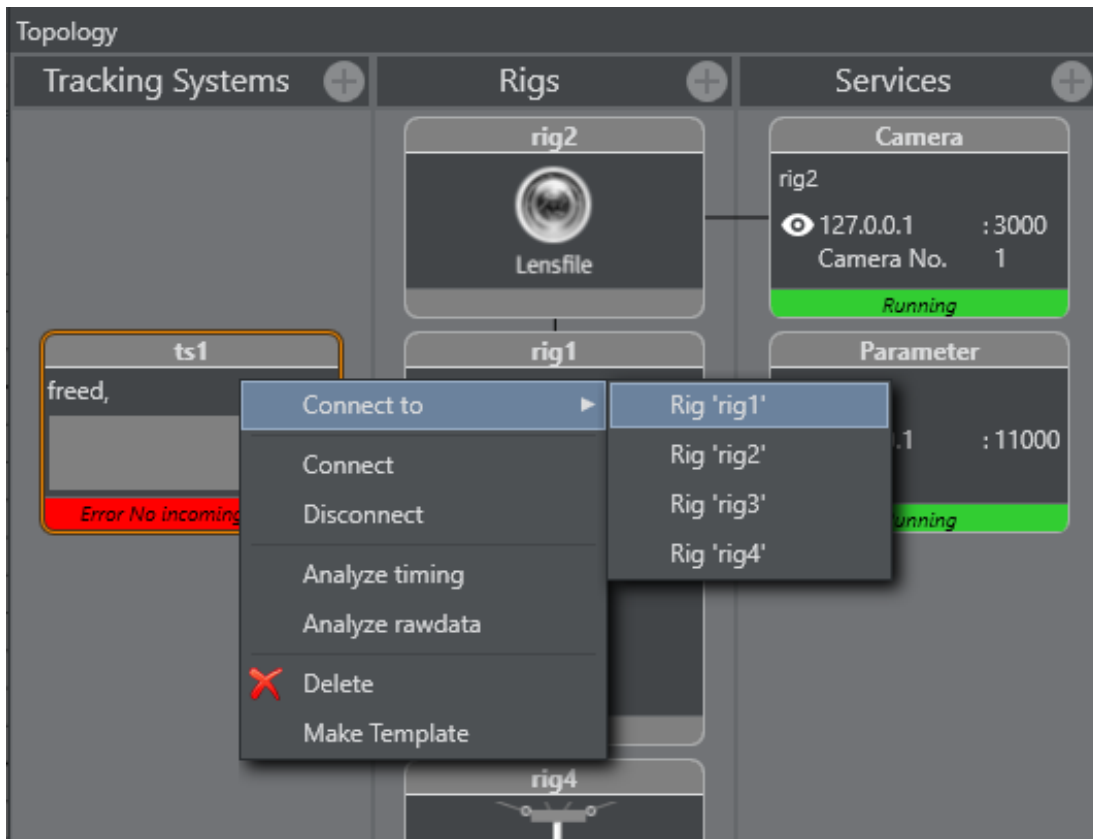 Topology
Tracking Systems
Rigs
Services
rig2
Lensfile
Camera
rig2
127.0.0.1 :3000
Camera No. 1
Running
ts1
freed,
Error No incoming
rig1
Parameter
.1 :11000
unning
Connect to
Connect
Disconnect
Analyze timing
Analyze rawdata
Delete
Make Template
Rig 'rig1'
Rig 'rig2'
Rig 'rig3'
Rig 'rig4'
rig4